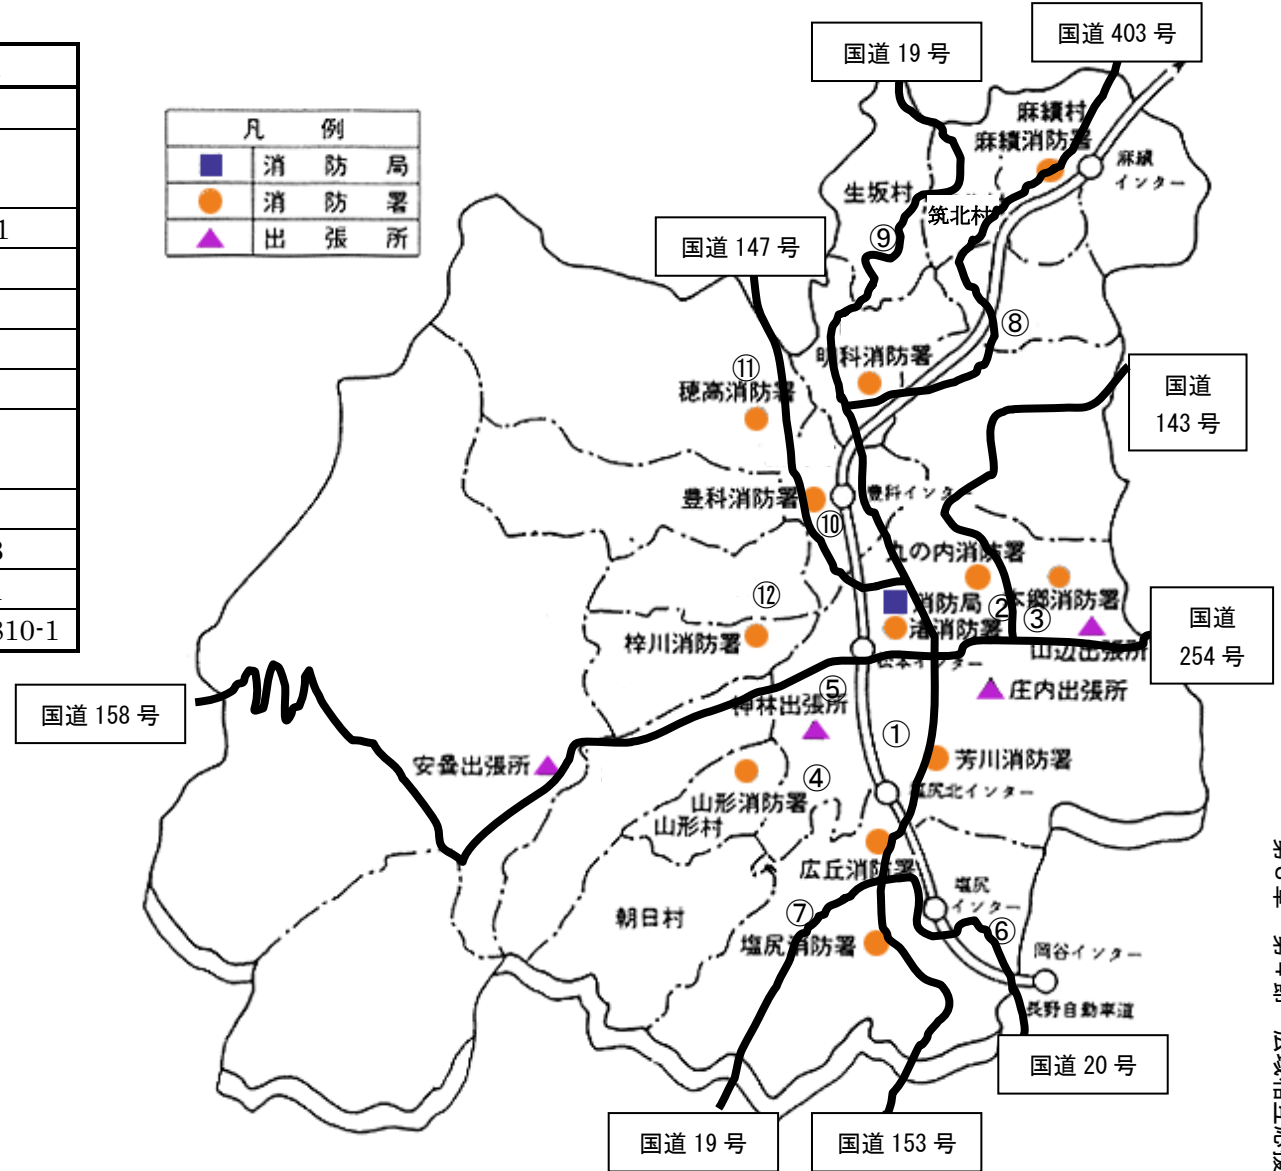 国道 19 号
国道 403 号
1
3
310-1
凡 例
消 防 局
消 防 署
出 張 所
麻績村
麻績消防署
麻績
インター
生坂村
筑北村
⑨
国道 147 号
⑧
明科消防署
⑪
穂高消防署
国道
143 号
豊科消防署
豊科インター
⑩
丸の内消防署
消防局
②
本郷消防署
③
渚消防署
山辺出張所
国道
254 号
⑫
梓川消防署
松本インター
庄内出張所
⑤
神林出張所
①
国道 158 号
安曇出張所
芳川消防署
④
塩尻北インター
山形消防署
山形村
広丘消防署
塩尻
インター
朝日村
⑦
塩尻消防署
⑥
岡谷インター
長野自動車道
国道 20 号
国道 19 号
国道 153 号